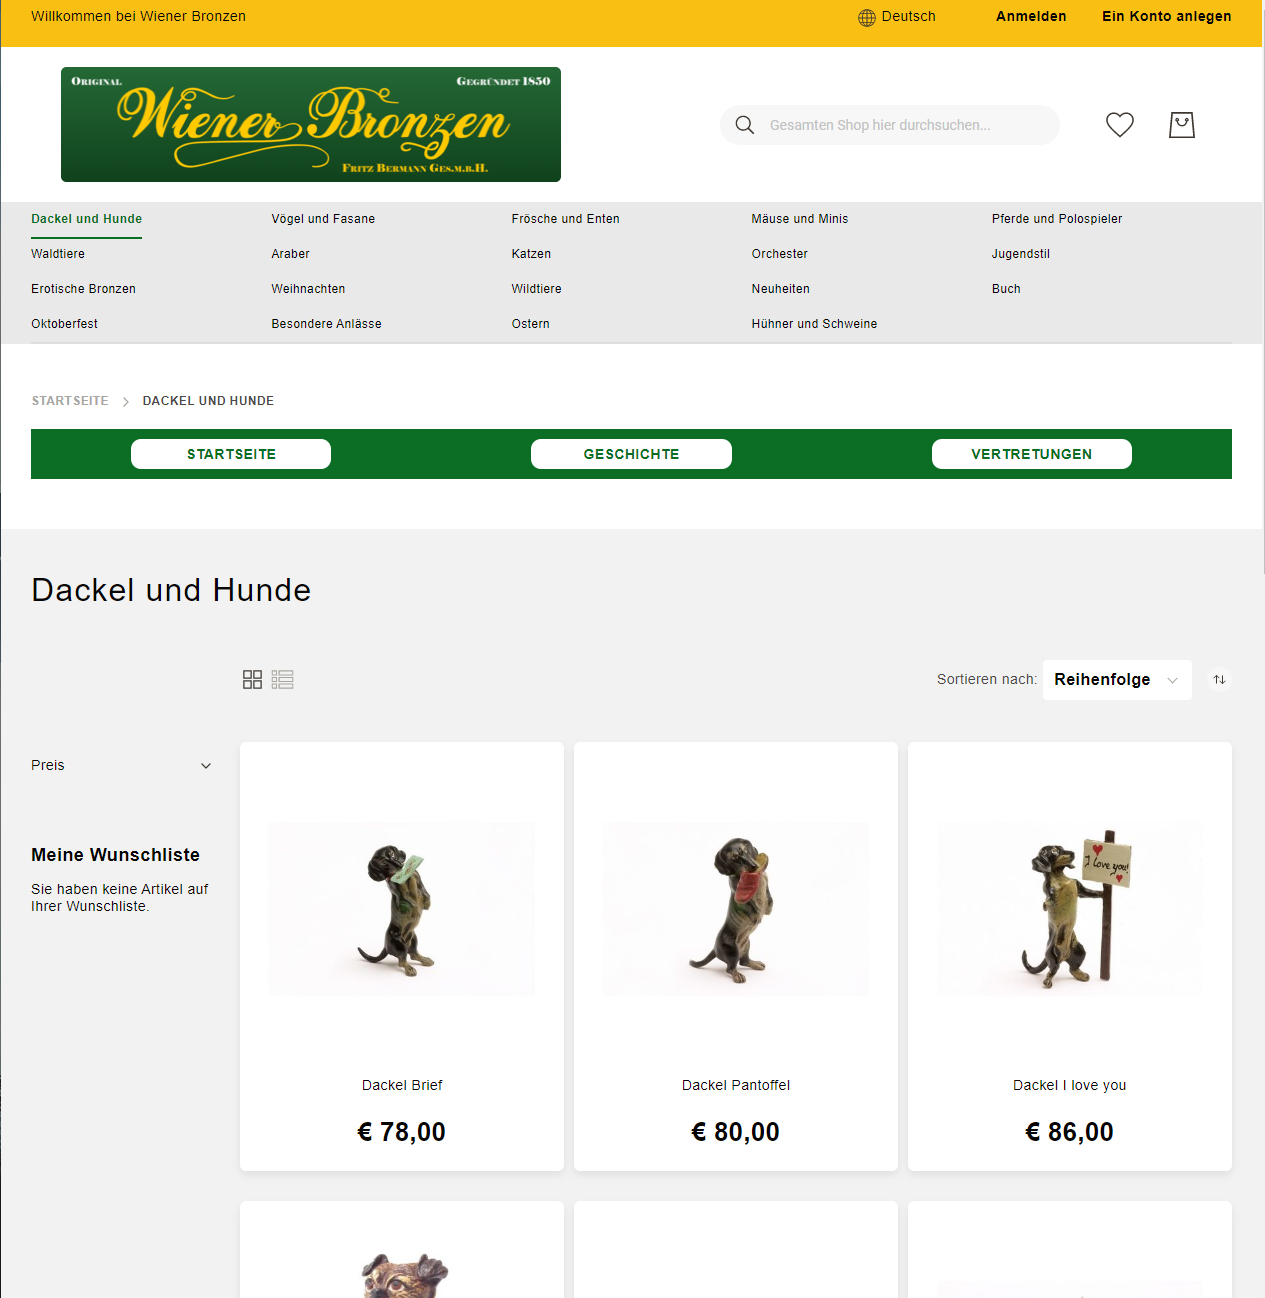 Willkommen bei Wiener Bronzen
Deutsch
Anmelden
Ein Konto anlegen
Original
Gegründet 1850
Wiener Bronzen
Fritz Bermann Ges.m.b.H.
Gesamten Shop hier durchsuchen...
Dackel und Hunde
Vögel und Fasane
Frösche und Enten
Mäuse und Minis
Pferde und Polospieler
Waldtiere
Araber
Katzen
Orchester
Jugendstil
Erotische Bronzen
Weihnachten
Wildtiere
Neuheiten
Buch
Oktoberfest
Besondere Anlässe
Ostern
Hühner und Schweine
STARTSEITE
DACKEL UND HUNDE
STARTSEITE
GESCHICHTE
VERTRETUNGEN
Dackel und Hunde
Sortieren nach:
Reihenfolge
Preis
Meine Wunschliste
Sie haben keine Artikel auf
Ihrer Wunschliste.
I love you!
Dackel Brief
€ 78,00
Dackel Pantoffel
€ 80,00
Dackel I love you
€ 86,00